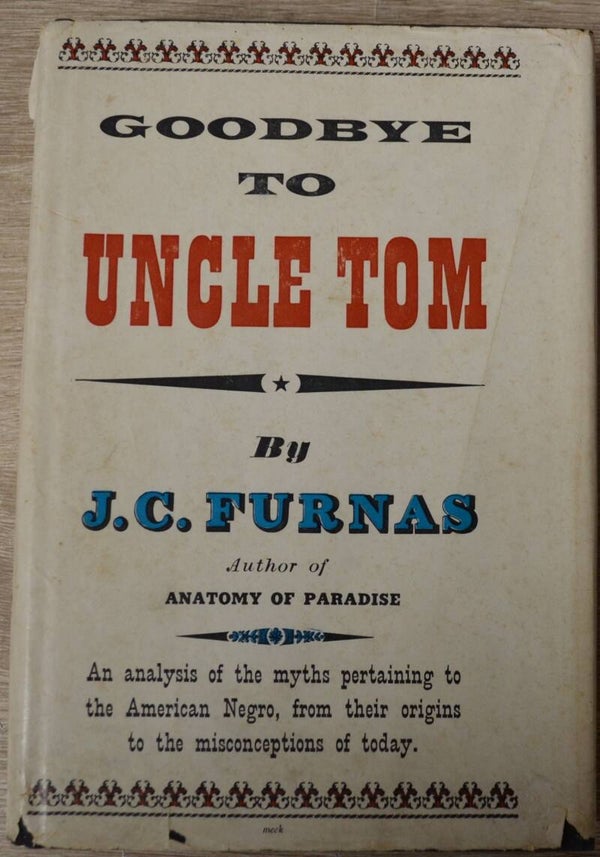 GOODBYE
TO
UNCLE TOM
By
J.C. FURNAS
Author of
ANATOMY OF PARADISE
An analysis of the myths pertaining to
the American Negro, from their origins
to the misconceptions of today.
meek